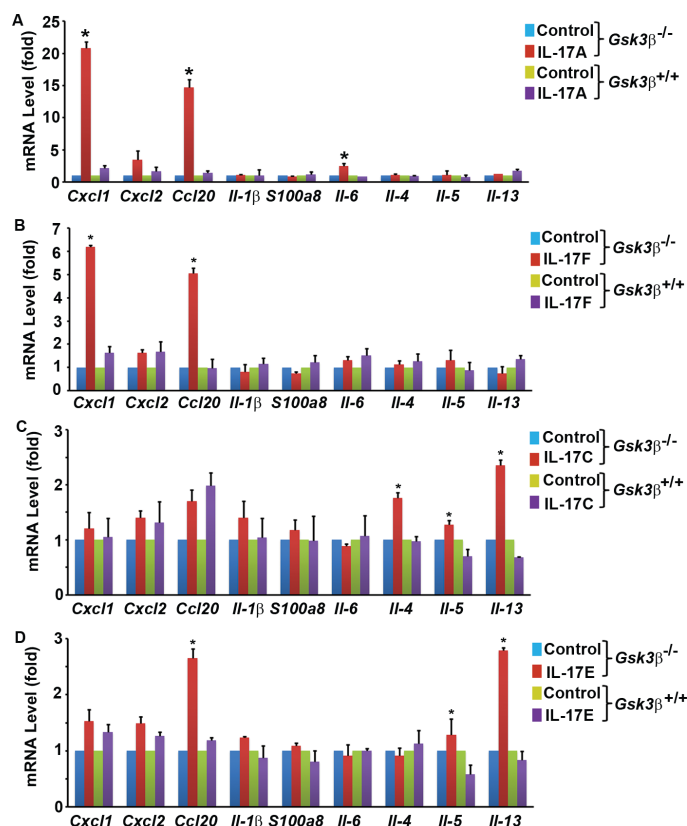 A
mRNA Level (fold)
25
20
15
10
5
0
*
*
*
Control
IL-17A
Gsk3β-/-
Control
IL-17A
Gsk3β+/+
Cxcl1 Cxcl2 Ccl20 Il-1β S100a8 Il-6 Il-4 Il-5 Il-13
B
mRNA Level (fold)
7
6
5
4
2
1
0
*
*
Control
IL-17F
Gsk3β-/-
Control
IL-17F
Gsk3β+/+
Cxcl1 Cxcl2 Ccl20 Il-1β S100a8 Il-6 Il-4 Il-5 Il-13
C
mRNA Level (fold)
3
2
1
0
*
*
*
Control
IL-17C
Gsk3β-/-
Control
IL-17C
Gsk3β+/+
Cxcl1 Cxcl2 Ccl20 Il-1β S100a8 Il-6 Il-4 Il-5 Il-13
D
mRNA Level (fold)
3
2
1
0
*
*
*
Control
IL-17E
Gsk3β-/-
Control
IL-17E
Gsk3β+/+
Cxcl1 Cxcl2 Ccl20 Il-1β S100a8 Il-6 Il-4 Il-5 Il-13